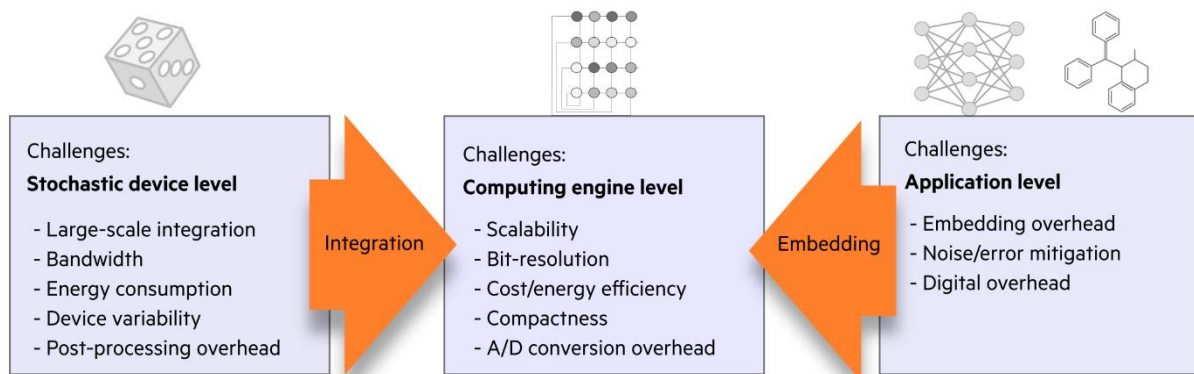 Challenges:
Stochastic device level
- Large-scale integration
- Bandwidth
- Energy consumption
- Device variability
- Post-processing overhead
Integration
Challenges:
Computing engine level
- Scalability
- Bit-resolution
- Cost/energy efficiency
- Compactness
- A/D conversion overhead
Embedding
Challenges:
Application level
- Embedding overhead
- Noise/error mitigation
- Digital overhead